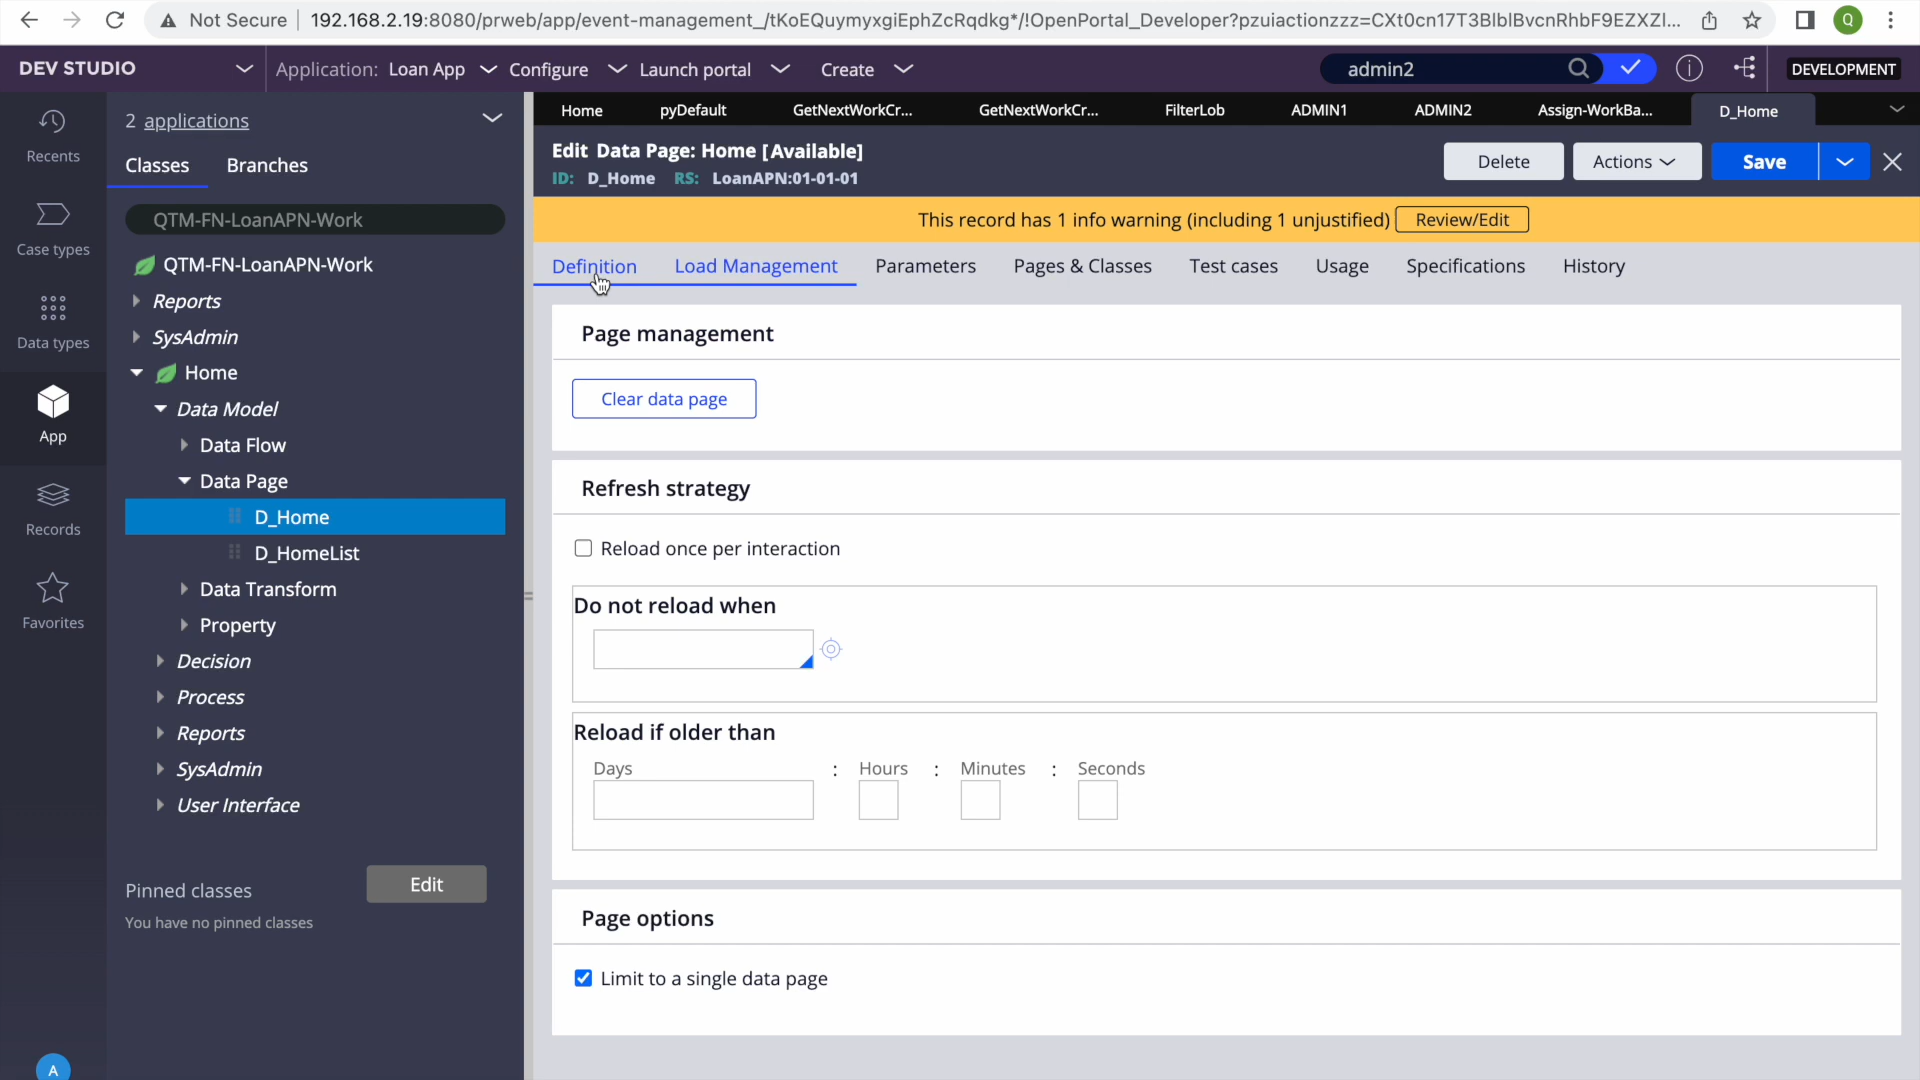 Not Secure 192.168.2.19:8080/prweb/app/event-management_/tKoEQuymyxgiEphZcRqdkg*/!OpenPortal_Developer?pzuiactionzzz=CXt0cn17T3BlblBvcnRhbF9EZXZl... Q
DEV STUDIO Application: Loan App Configure Launch portal Create admin2 DEVELOPMENT
Home pyDefault GetNextWorkCr... GetNextWorkCr... FilterLob ADMIN1 ADMIN2 Assign-WorkBa... D_Home
Recents
Case types
Data types
App
Records
Favorites
A
2 applications
Classes Branches
QTM-FN-LoanAPN-Work
QTM-FN-LoanAPN-Work
Reports
SysAdmin
Home
Data Model
Data Flow
Data Page
D_Home
D_HomeList
Data Transform
Property
Decision
Process
Reports
SysAdmin
User Interface
Pinned classes Edit
You have no pinned classes
Edit Data Page: Home [Available]
ID: D_Home RS: LoanAPN:01-01-01
Delete Actions Save
This record has 1 info warning (including 1 unjustified) Review/Edit
Definition Load Management Parameters Pages & Classes Test cases Usage Specifications History
Page management
Clear data page
Refresh strategy
Reload once per interaction
Do not reload when
Reload if older than
Days : Hours : Minutes : Seconds
Page options
Limit to a single data page